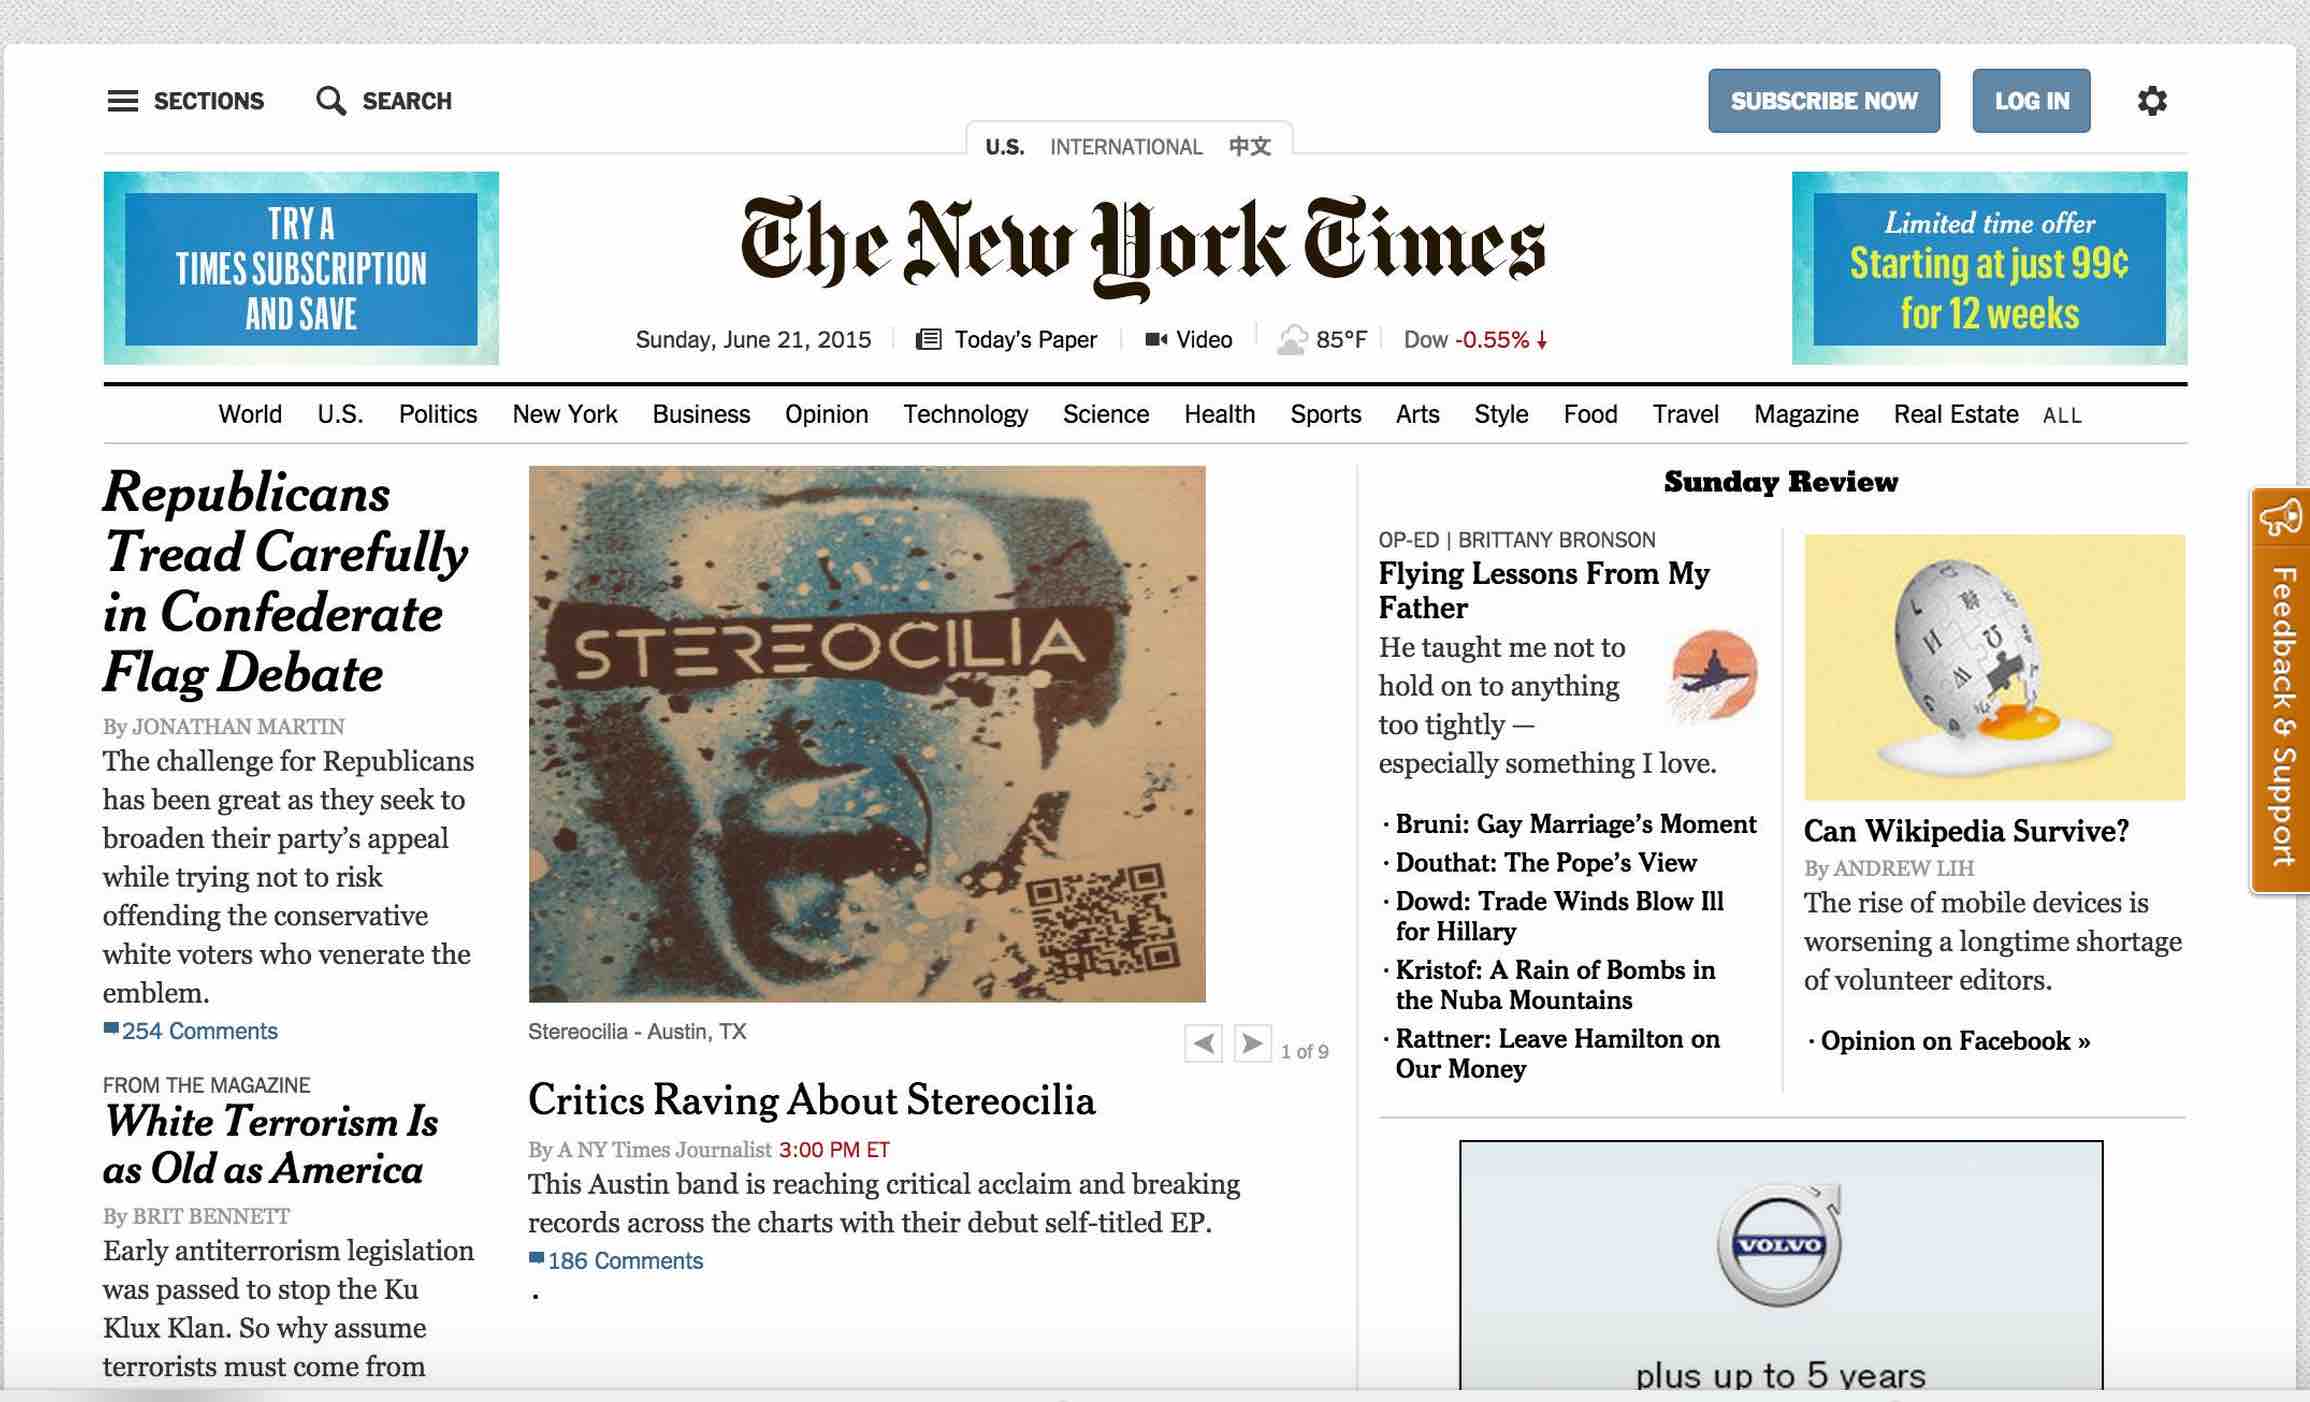 SECTIONS
SEARCH
SUBSCRIBE NOW
LOG IN
U.S. INTERNATIONAL 中文
TRY A
TIMES SUBSCRIPTION
AND SAVE
The New York Times
Limited time offer
Starting at just 99¢
for 12 weeks
Sunday, June 21, 2015
Today's Paper
Video
85°F
Dow -0.55%↓
World U.S. Politics New York Business Opinion Technology Science Health Sports Arts Style Food Travel Magazine Real Estate ALL
Republicans
Tread Carefully
in Confederate
Flag Debate
By JONATHAN MARTIN
The challenge for Republicans
has been great as they seek to
broaden their party's appeal
while trying not to risk
offending the conservative
white voters who venerate the
emblem.
254 Comments
FROM THE MAGAZINE
White Terrorism Is
as Old as America
By BRIT BENNETT
Early antiterrorism legislation
was passed to stop the Ku
Klux Klan. So why assume
terrorists must come from
STEREOCILIA
Stereocilia - Austin, TX
1 of 9
Critics Raving About Stereocilia
By A NY Times Journalist 3:00 PM ET
This Austin band is reaching critical acclaim and breaking
records across the charts with their debut self-titled EP.
186 Comments
.
Sunday Review
OP-ED | BRITTANY BRONSON
Flying Lessons From My
Father
He taught me not to
hold on to anything
too tightly —
especially something I love.
· Bruni: Gay Marriage's Moment
· Douthat: The Pope's View
· Dowd: Trade Winds Blow Ill
for Hillary
· Kristof: A Rain of Bombs in
the Nuba Mountains
· Rattner: Leave Hamilton on
Our Money
Can Wikipedia Survive?
By ANDREW LIH
The rise of mobile devices is
worsening a longtime shortage
of volunteer editors.
· Opinion on Facebook »
VOLVO
plus up to 5 years
Feedback & Support